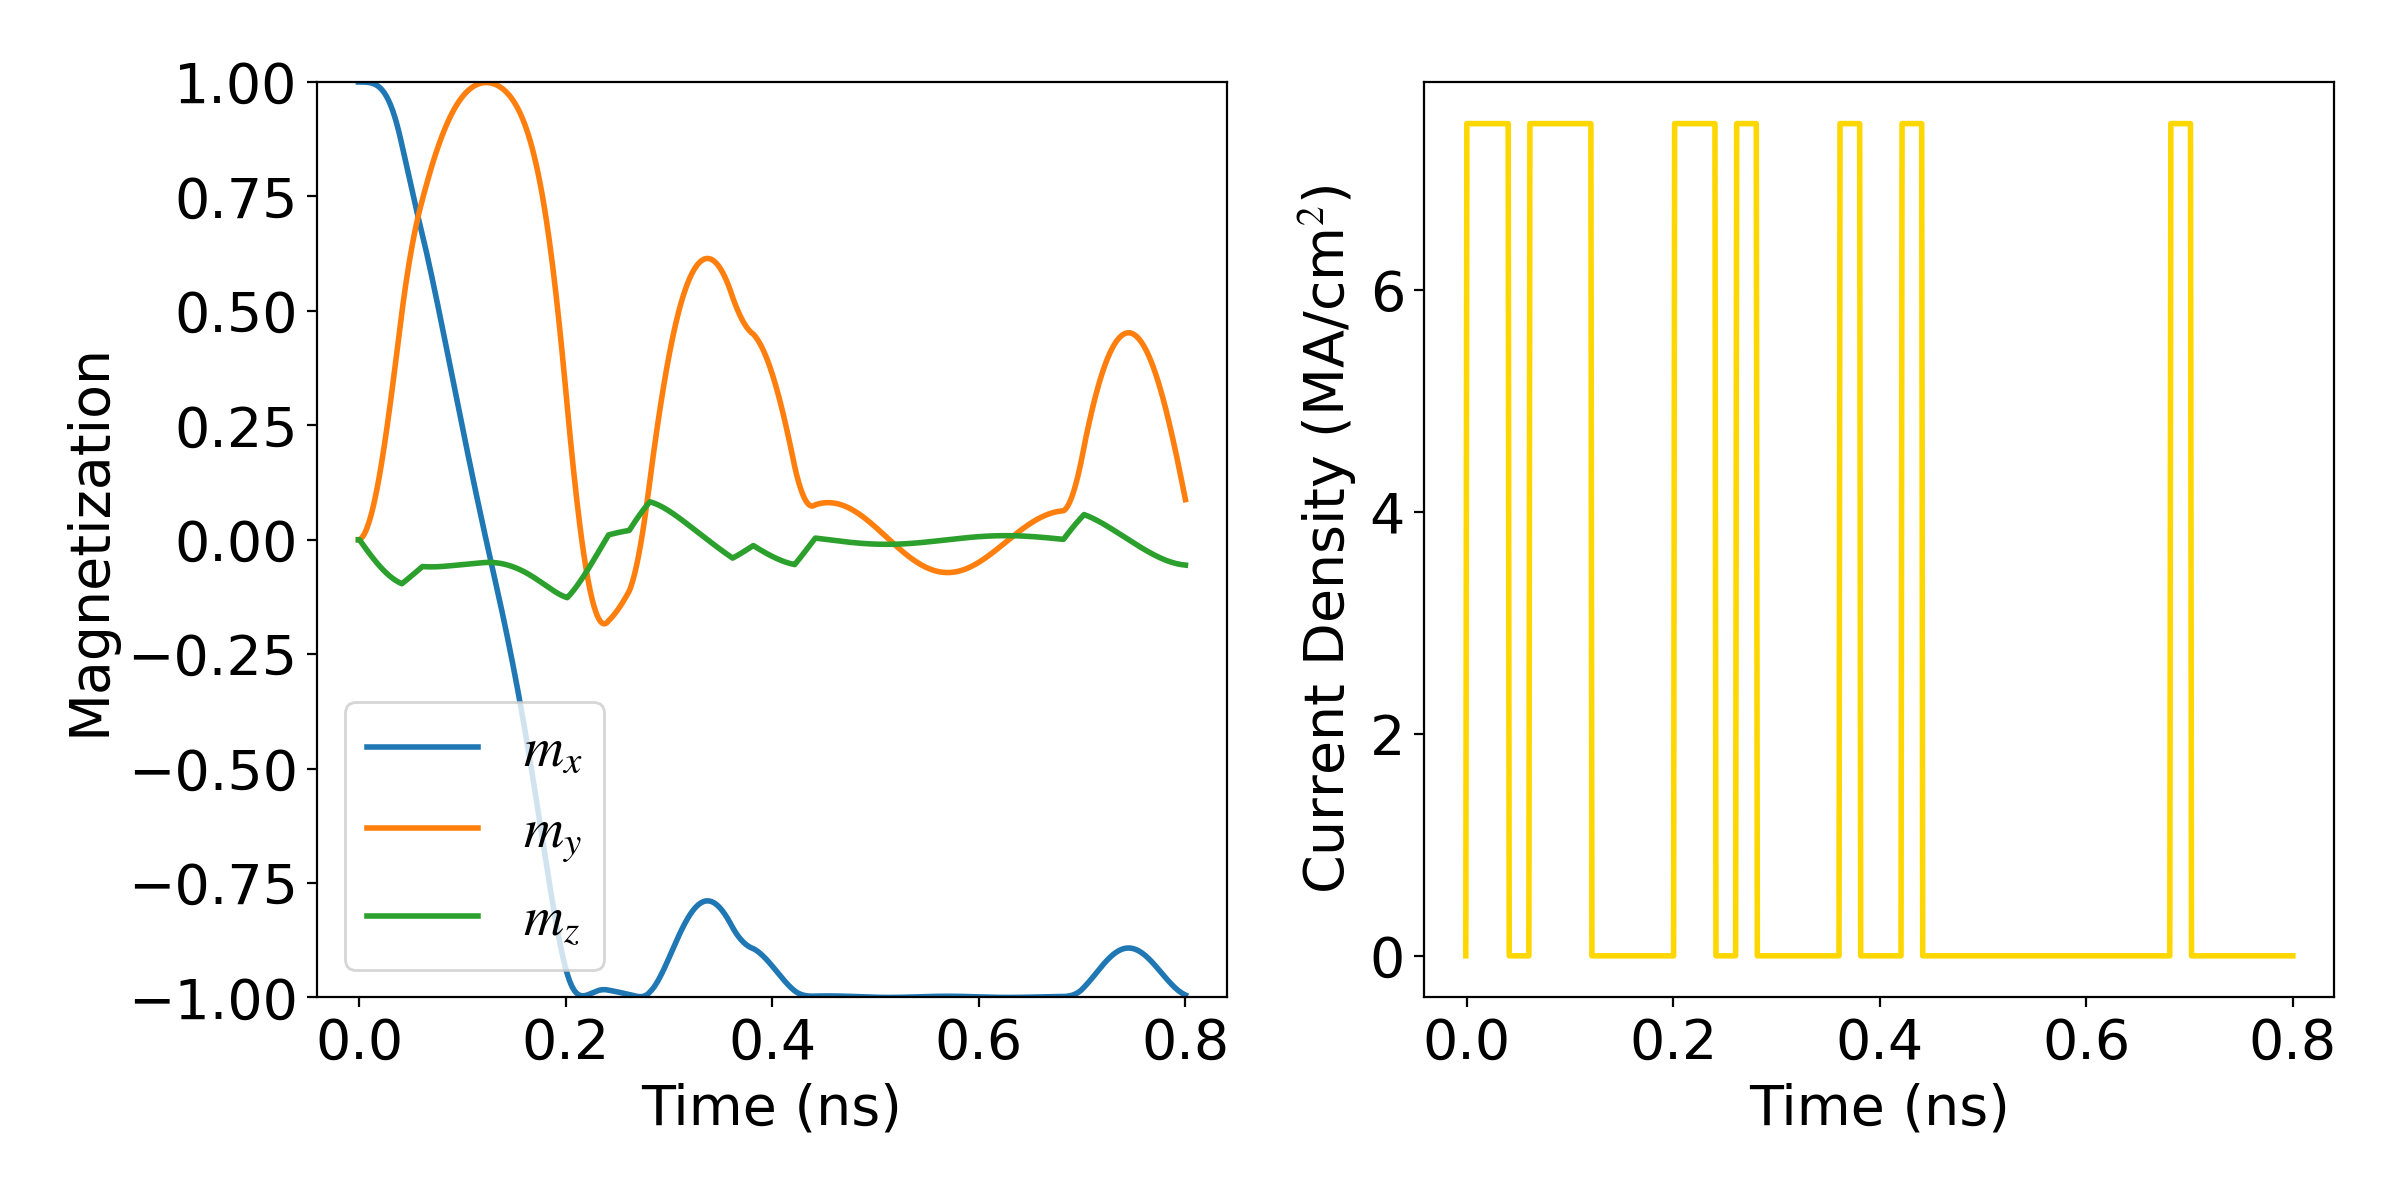 Magnetization
1.00
0.75
0.50
0.25
0.00
−0.25
−0.50
−0.75
−1.00
m_x
m_y
m_z
0.0 0.2 0.4 0.6 0.8
Time (ns)
Current Density (MA/cm²)
6
4
2
0
0.0 0.2 0.4 0.6 0.8
Time (ns)